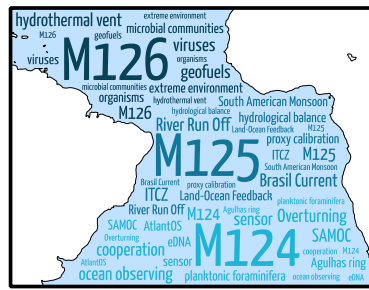 hydrothermal vent
extreme environment
microbial communities
M126
geofuels
viruses
M126
organisms
viruses
geofuels
microbial communities
extreme environment
organisms
hydrothermal vent
South American Monsoon
M126
hydrological balance
hydrological balance
River Run Off
Land-Ocean Feedback
M125
proxy calibration
M125
ITCZ
M125
South American Monsoon
Brasil Current
proxy calibration
Brasil Current
ITCZ
Land-Ocean Feedback
planktonic foraminifera
River Run Off
M124
Agulhas ring
sensor
Overturning
SAMOC
AtlantOS
M124
SAMOC
Overturning
eDNA
cooperation
cooperation
M124
AtlantOS
sensor
Agulhas ring
ocean observing
planktonic foraminifera
ocean observing
eDNA